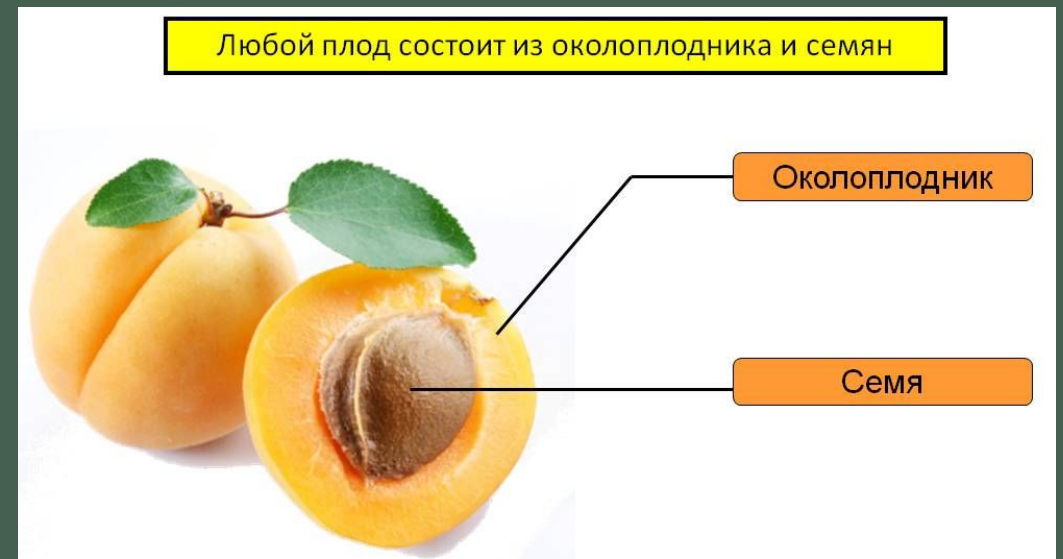 Любой плод состоит из околоплодника и семян
Околоплодник
Семя